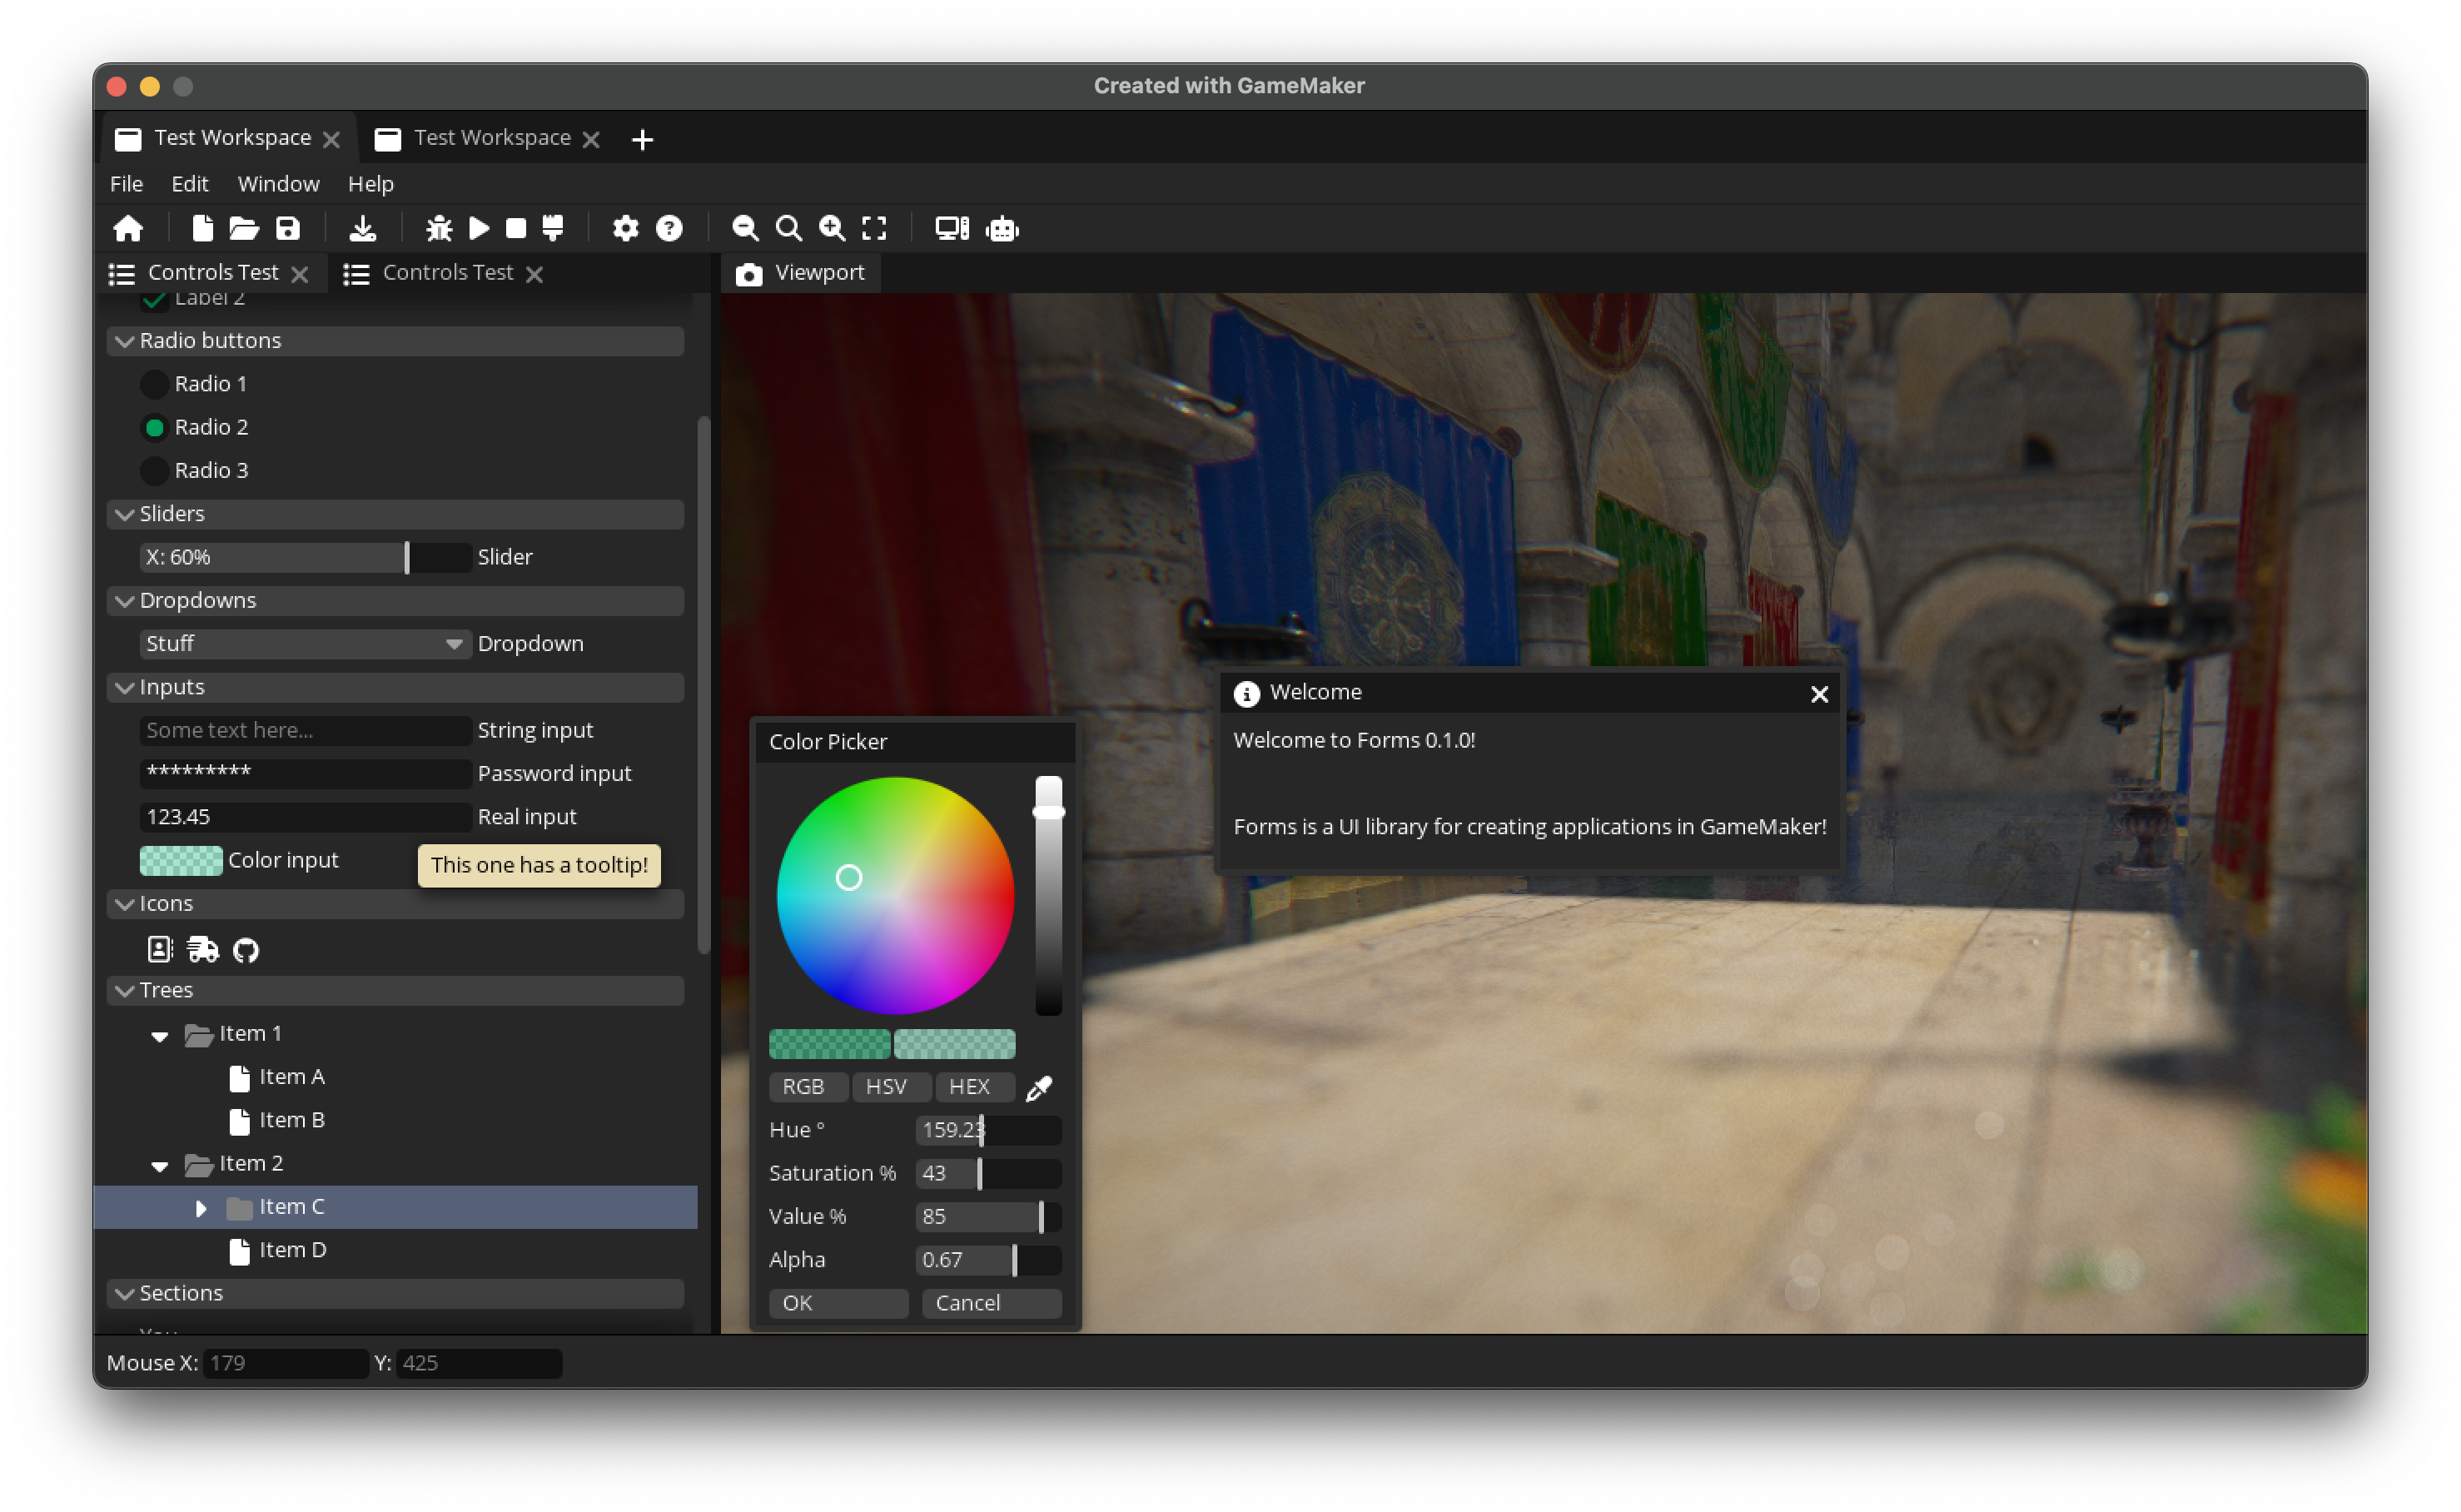 Created with GameMaker
Test Workspace
Test Workspace
File Edit Window Help
Controls Test
Controls Test
Label 2
Radio buttons
Radio 1
Radio 2
Radio 3
Sliders
X: 60% Slider
Dropdowns
Stuff Dropdown
Inputs
Some text here... String input
********* Password input
123.45 Real input
Color input
This one has a tooltip!
Icons
Trees
Item 1
Item A
Item B
Item 2
Item C
Item D
Sections
Mouse X: 179 Y: 425
Viewport
Color Picker
RGB HSV HEX
Hue ° 159.23
Saturation % 43
Value % 85
Alpha 0.67
OK Cancel
Welcome
Welcome to Forms 0.1.0!
Forms is a UI library for creating applications in GameMaker!